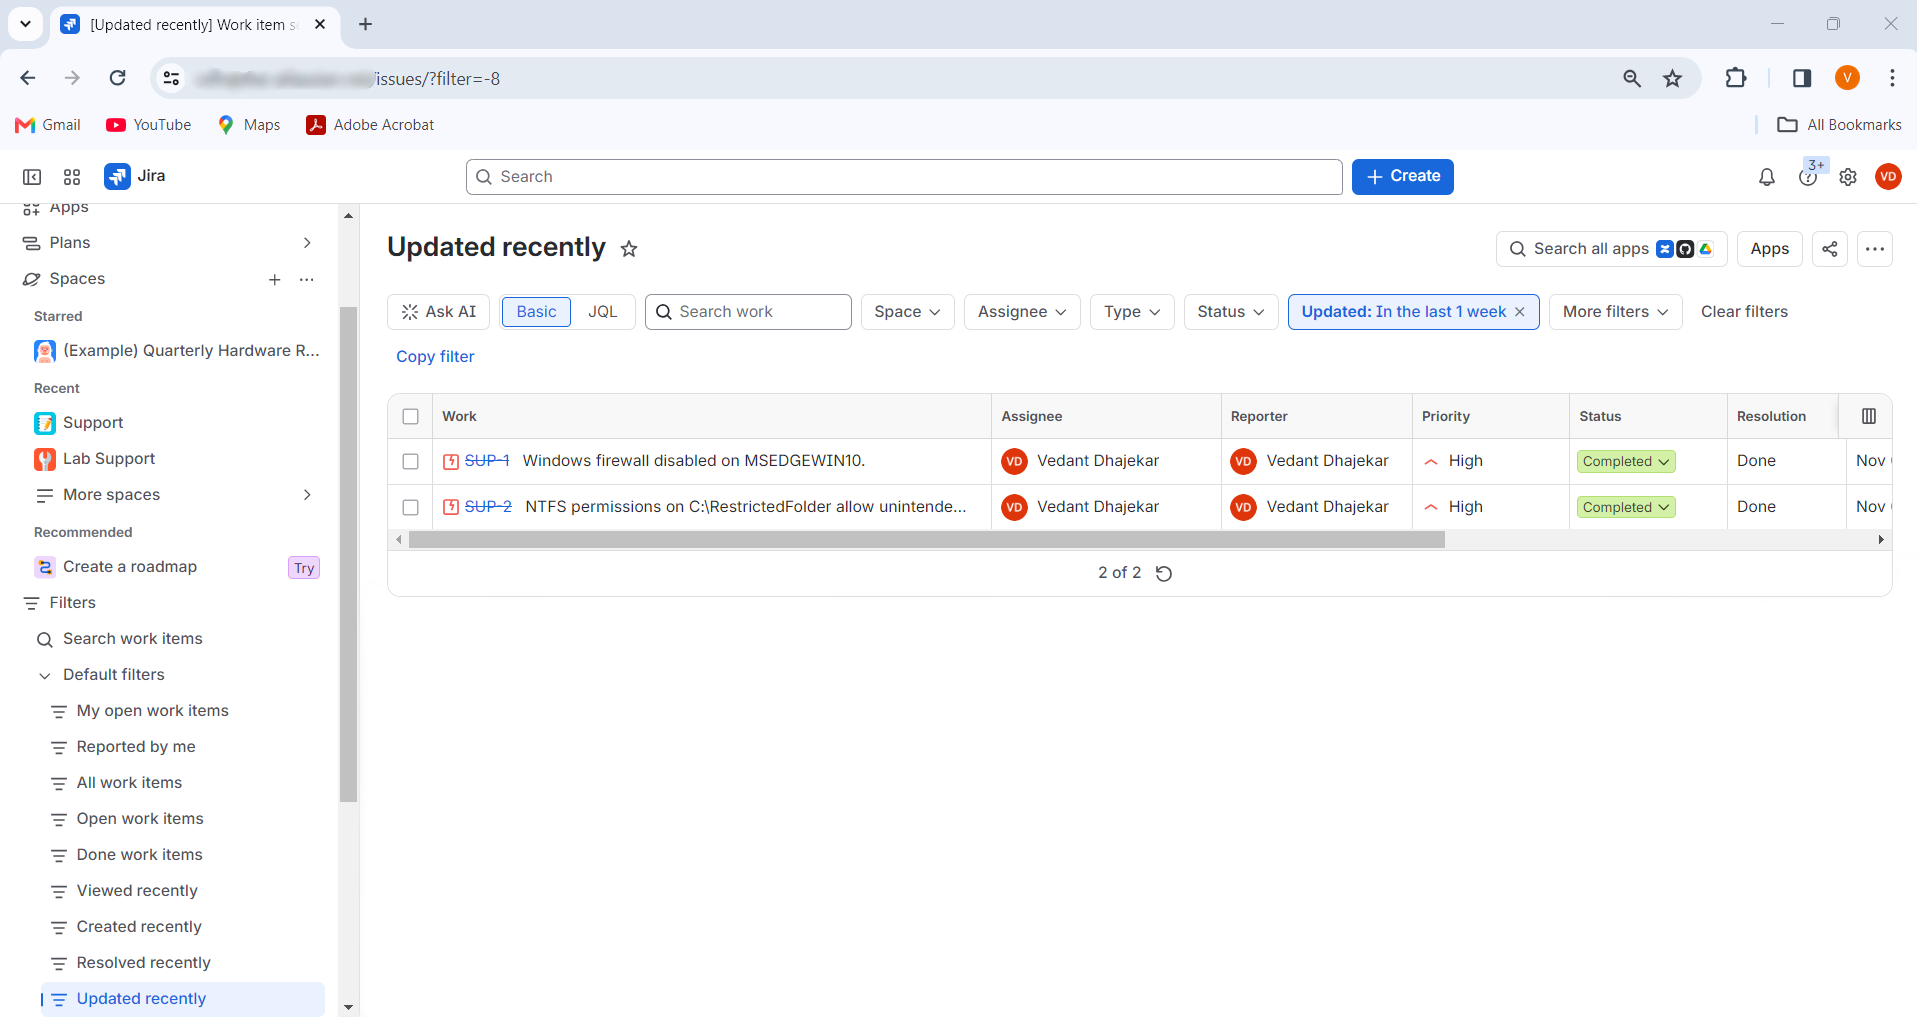 [Updated recently] Work item s
/issues/?filter=-8
V
Gmail
YouTube
Maps
Adobe Acrobat
All Bookmarks
Jira
Search
Create
3+
VD
Apps
Plans
Spaces
Starred
(Example) Quarterly Hardware R...
Recent
Support
Lab Support
More spaces
Recommended
Create a roadmap
Try
Filters
Search work items
Default filters
My open work items
Reported by me
All work items
Open work items
Done work items
Viewed recently
Created recently
Resolved recently
Updated recently
Updated recently
Search all apps
Apps
Ask AI
Basic
JQL
Search work
Space
Assignee
Type
Status
Updated: In the last 1 week
More filters
Clear filters
Copy filter
Work Assignee Reporter Priority Status Resolution
SUP-1 Windows firewall disabled on MSEDGEWIN10. VD Vedant Dhajekar VD Vedant Dhajekar High Completed Done Nov
SUP-2 NTFS permissions on C:\RestrictedFolder allow unintende... VD Vedant Dhajekar VD Vedant Dhajekar High Completed Done Nov
2 of 2